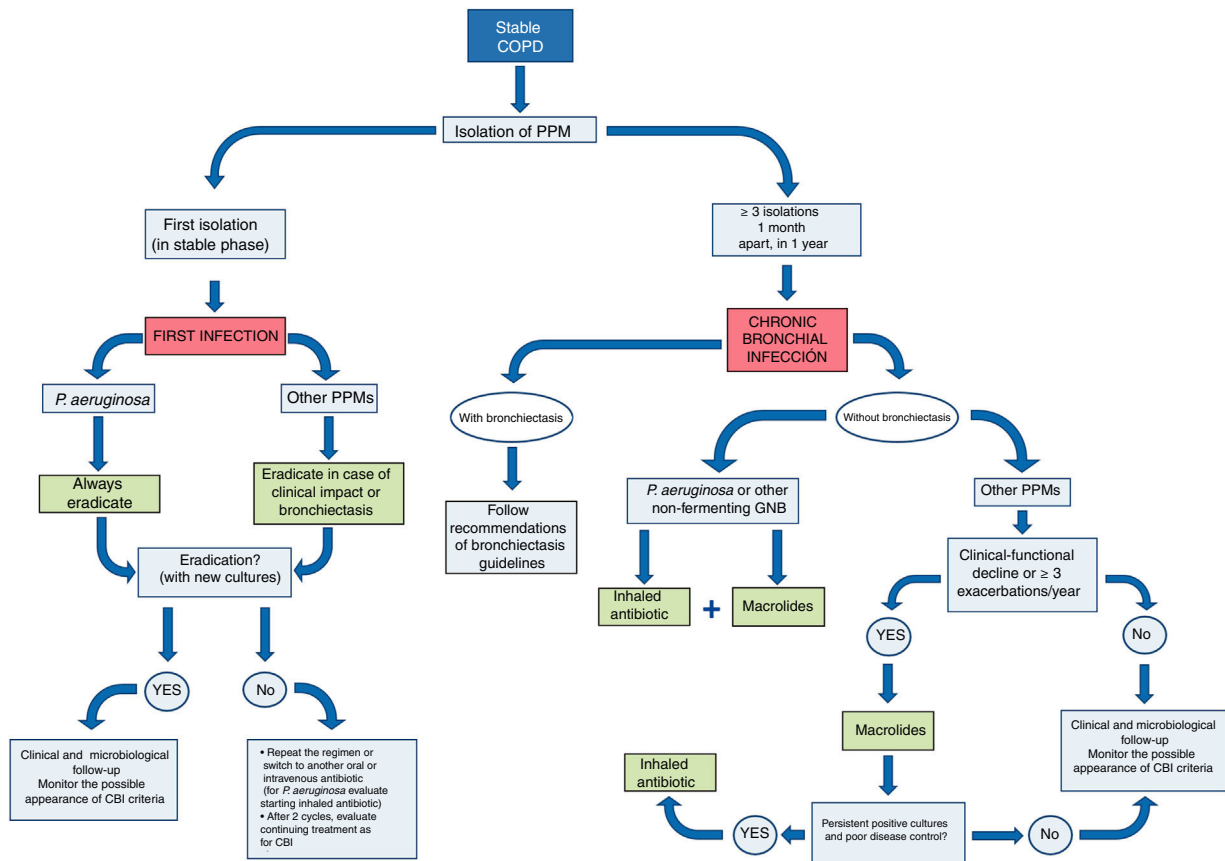 Stable
COPD
Isolation of PPM
First isolation
(in stable phase)
≥ 3 isolations
1 month
apart, in 1 year
FIRST INFECTION
CHRONIC
BRONCHIAL
INFECCIÓN
P. aeruginosa
Other PPMs
With bronchiectasis
Without bronchiectasis
Always
eradicate
Eradicate in case of
clinical impact or
bronchiectasis
Follow
recommendations
of bronchiectasis
guidelines
P. aeruginosa or other
non-fermenting GNB
Other PPMs
Eradication?
(with new cultures)
Inhaled
antibiotic
+
Macrolides
Clinical-functional
decline or ≥ 3
exacerbations/year
YES
No
YES
No
Clinical and microbiological
follow-up
Monitor the possible
appearance of CBI criteria
• Repeat the regimen or
switch to another oral or
intravenous antibiotic
(for P. aeruginosa evaluate
starting inhaled antibiotic)
• After 2 cycles, evaluate
continuing treatment as
for CBI
Macrolides
Clinical and microbiological
follow-up
Monitor the possible
appearance of CBI criteria
Inhaled
antibiotic
YES
Persistent positive cultures
and poor disease control?
No